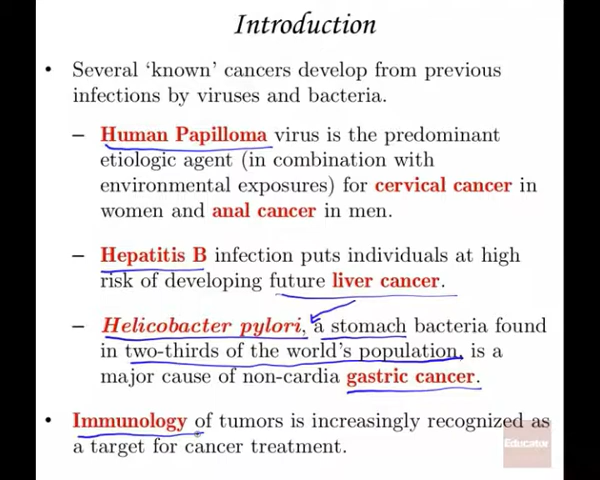 Introduction
• Several ‘known’ cancers develop from previous
infections by viruses and bacteria.
– Human Papilloma virus is the predominant
etiologic agent (in combination with
environmental exposures) for cervical cancer in
women and anal cancer in men.
– Hepatitis B infection puts individuals at high
risk of developing future liver cancer.
– Helicobacter pylori, a stomach bacteria found
in two-thirds of the world’s population, is a
major cause of non-cardia gastric cancer.
• Immunology of tumors is increasingly recognized as
a target for cancer treatment.
Educator